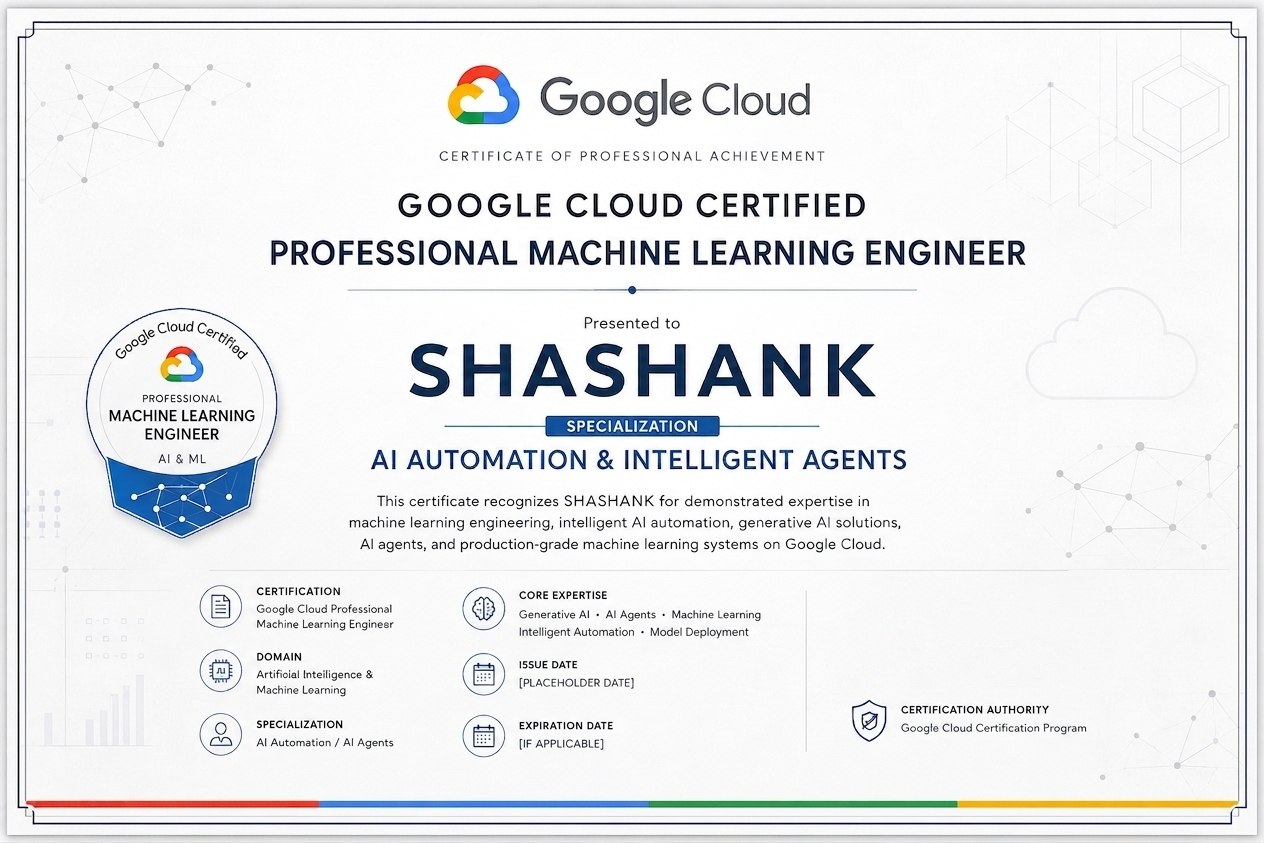 Google Cloud
CERTIFICATE OF PROFESSIONAL ACHIEVEMENT
GOOGLE CLOUD CERTIFIED
PROFESSIONAL MACHINE LEARNING ENGINEER
Presented to
SHASHANK
SPECIALIZATION
AI AUTOMATION & INTELLIGENT AGENTS
This certificate recognizes SHASHANK for demonstrated expertise in
machine learning engineering, intelligent AI automation, generative AI solutions,
AI agents, and production-grade machine learning systems on Google Cloud.
Google Cloud Certified
PROFESSIONAL
MACHINE LEARNING
ENGINEER
AI & ML
CERTIFICATION
Google Cloud Professional
Machine Learning Engineer
DOMAIN
Artificial Intelligence &
Machine Learning
SPECIALIZATION
AI Automation / AI Agents
CORE EXPERTISE
Generative AI • AI Agents • Machine Learning
Intelligent Automation • Model Deployment
ISSUE DATE
[PLACEHOLDER DATE]
EXPIRATION DATE
[IF APPLICABLE]
CERTIFICATION AUTHORITY
Google Cloud Certification Program